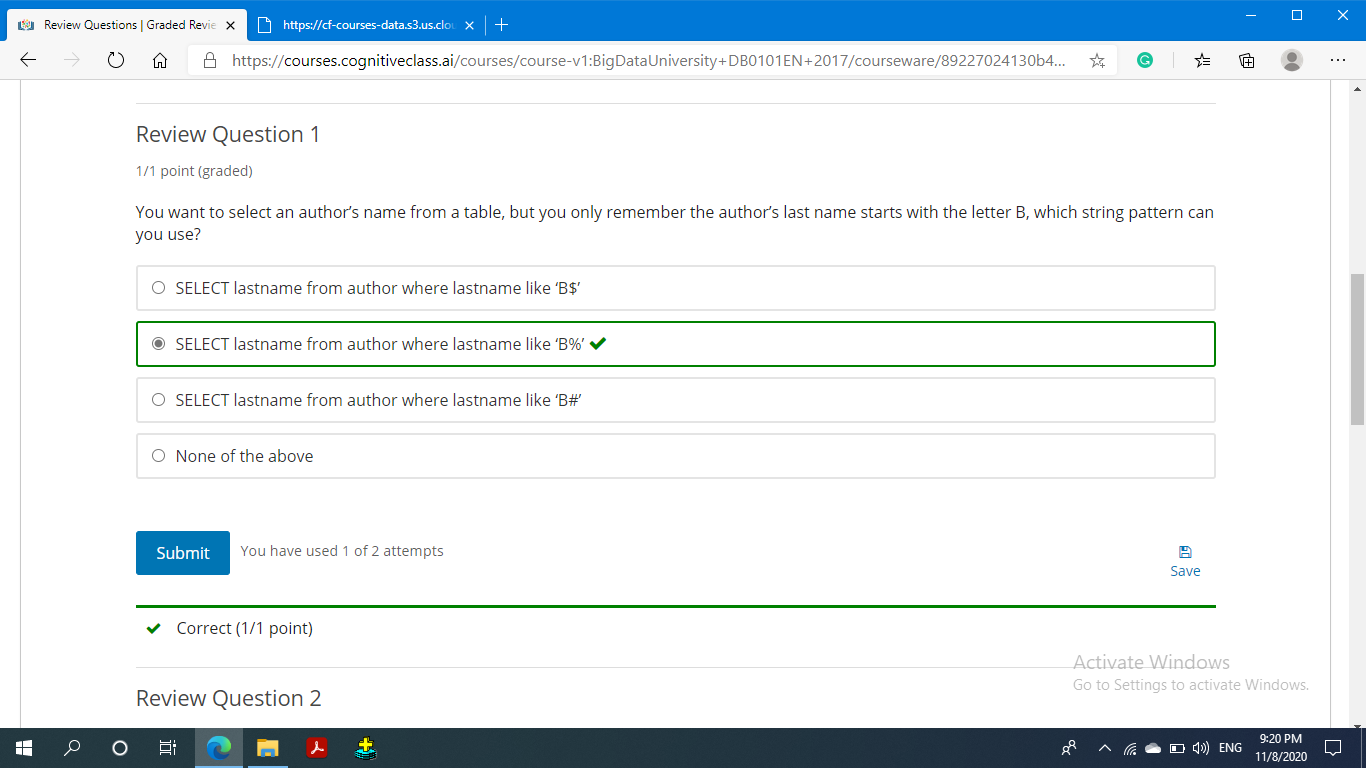 Review Questions | Graded Revie
https://cf-courses-data.s3.us.clou
https://courses.cognitiveclass.ai/courses/course-v1:BigDataUniversity+DB0101EN+2017/courseware/89227024130b4...
Review Question 1
1/1 point (graded)
You want to select an author’s name from a table, but you only remember the author’s last name starts with the letter B, which string pattern can
you use?
SELECT lastname from author where lastname like ‘B$’
SELECT lastname from author where lastname like ‘B%’
SELECT lastname from author where lastname like ‘B#’
None of the above
Submit
You have used 1 of 2 attempts
Save
Correct (1/1 point)
Activate Windows
Go to Settings to activate Windows.
Review Question 2
ENG
9:20 PM
11/8/2020